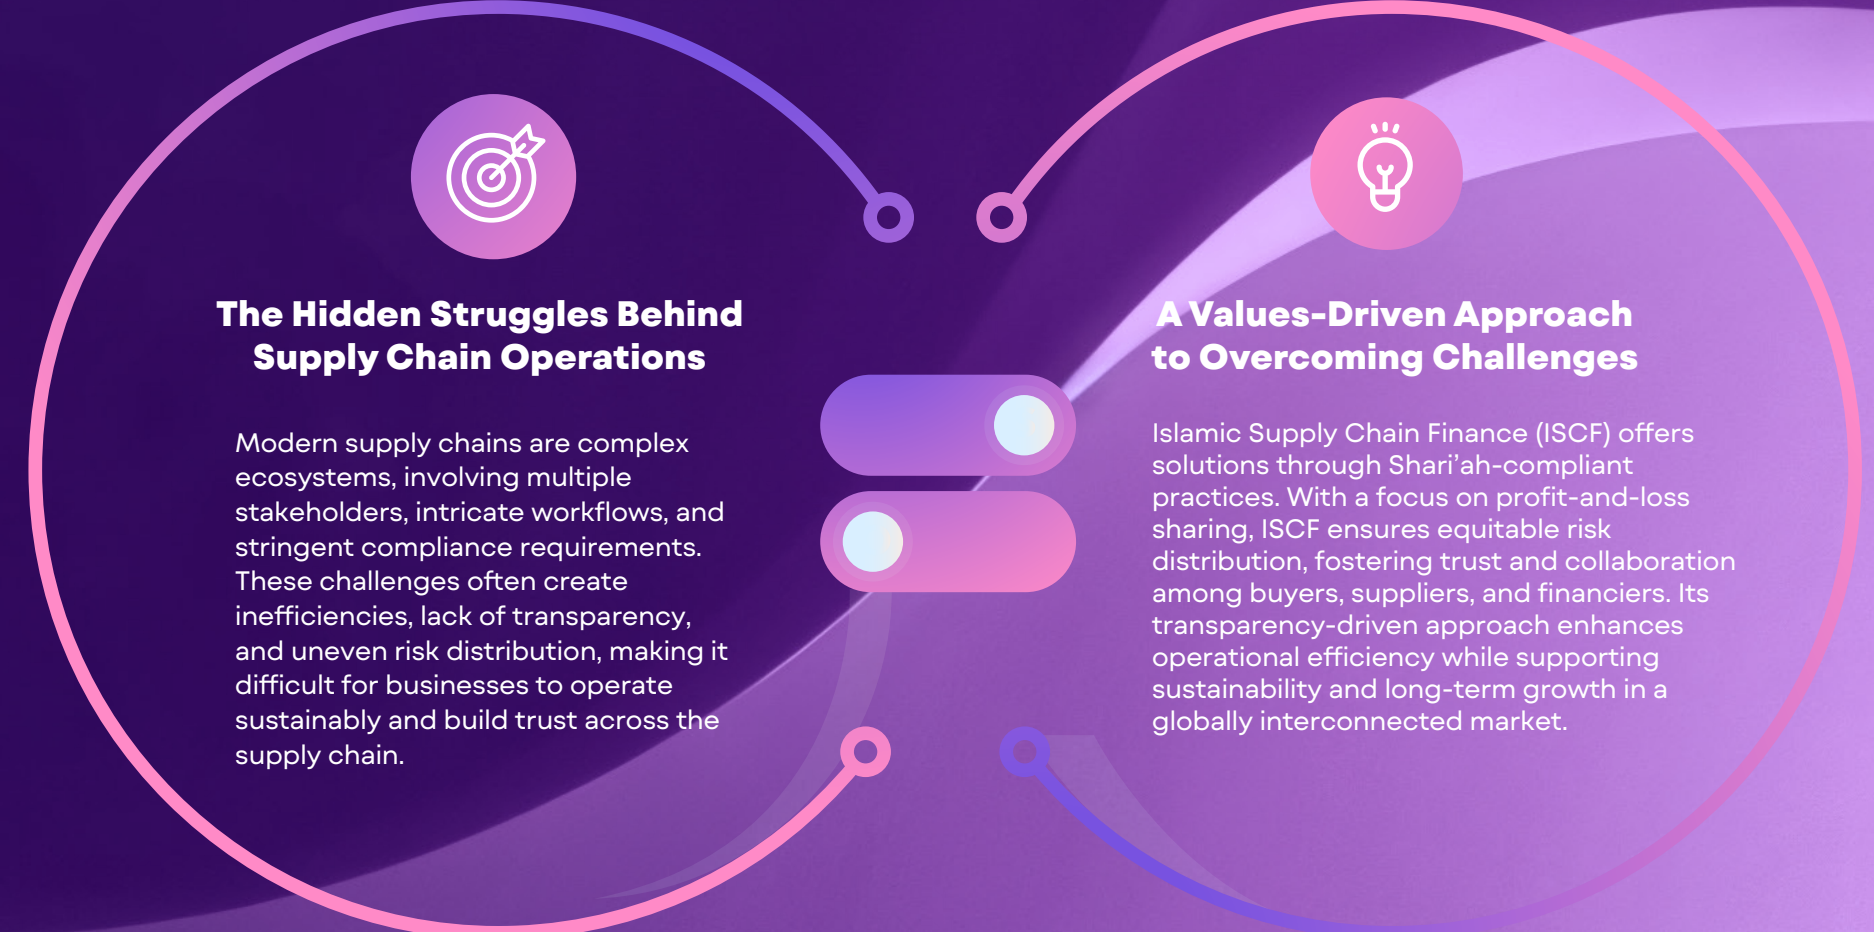 The Hidden Struggles Behind
Supply Chain Operations
Modern supply chains are complex
ecosystems, involving multiple
stakeholders, intricate workflows, and
stringent compliance requirements.
These challenges often create
inefficiencies, lack of transparency,
and uneven risk distribution, making it
difficult for businesses to operate
sustainably and build trust across the
supply chain.
A Values-Driven Approach
to Overcoming Challenges
Islamic Supply Chain Finance (ISCF) offers
solutions through Shari’ah-compliant
practices. With a focus on profit-and-loss
sharing, ISCF ensures equitable risk
distribution, fostering trust and collaboration
among buyers, suppliers, and financiers. Its
transparency-driven approach enhances
operational efficiency while supporting
sustainability and long-term growth in a
globally interconnected market.